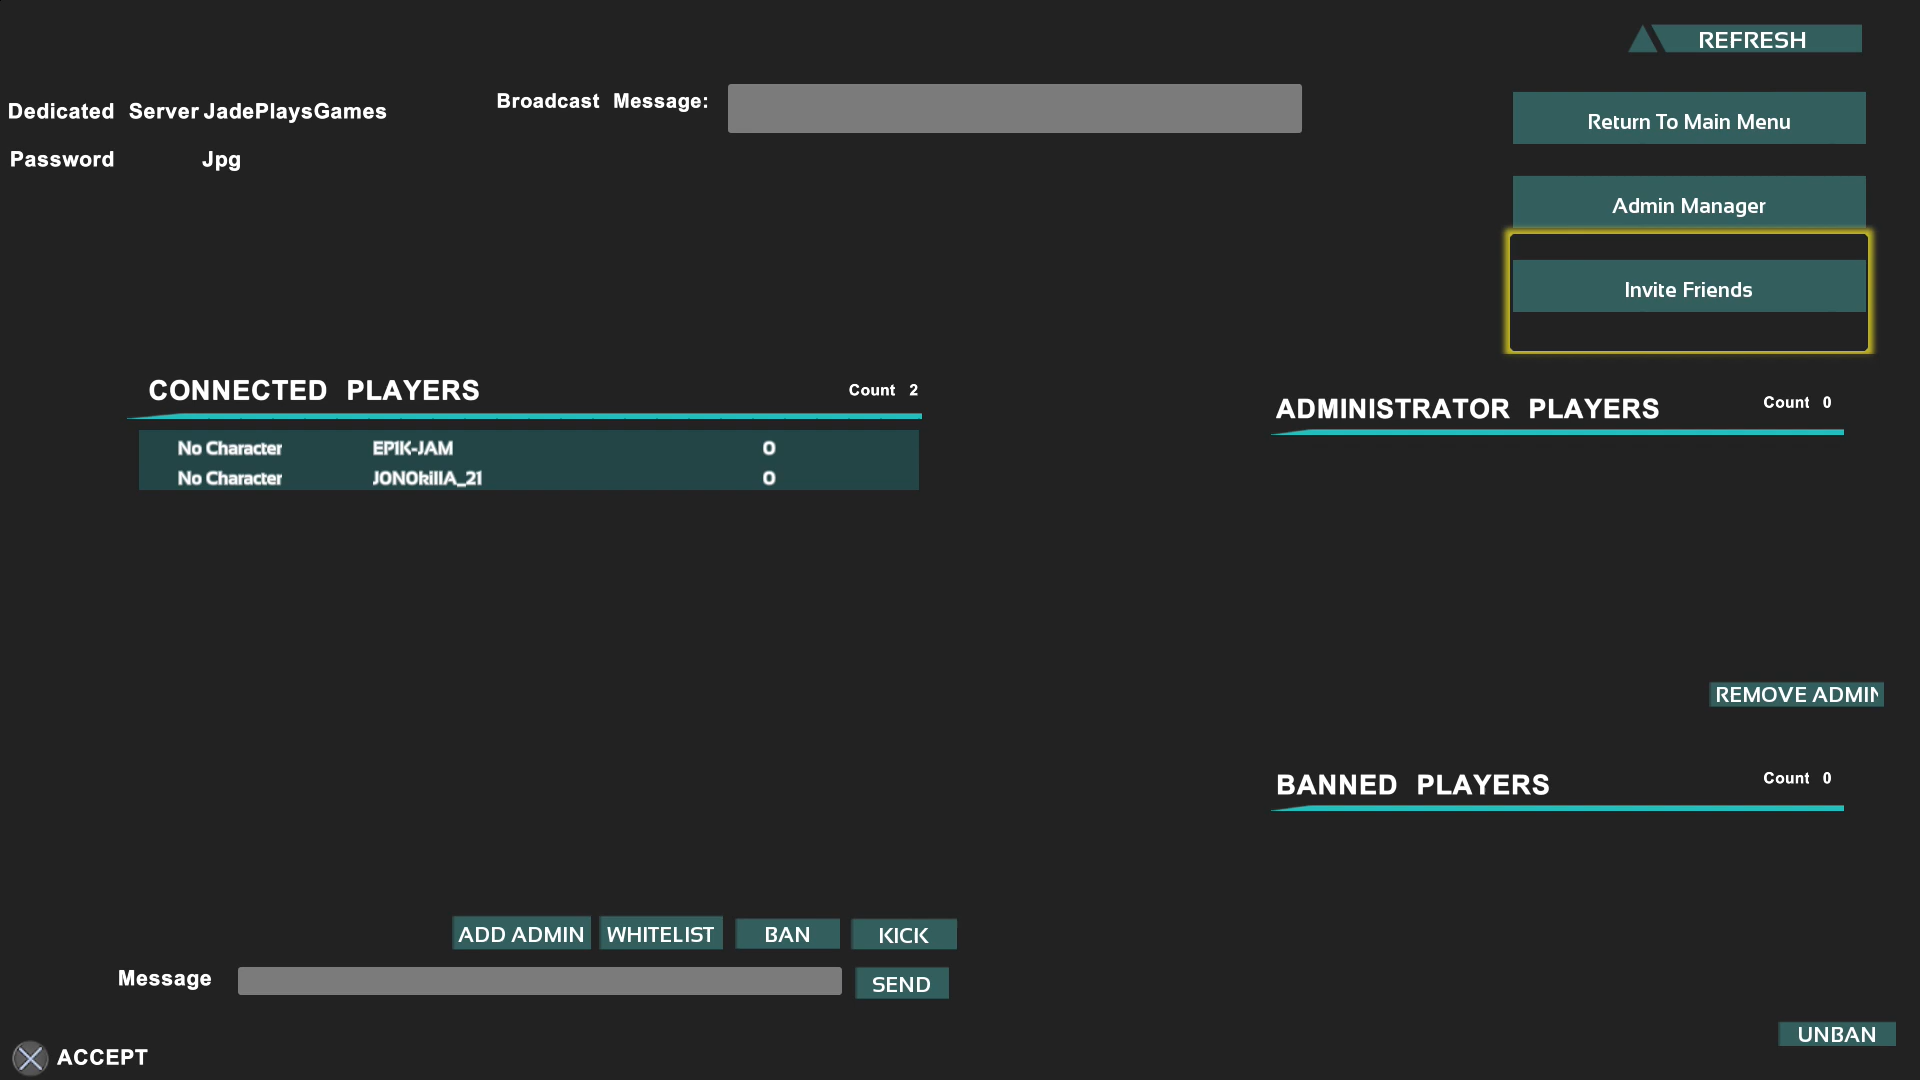 REFRESH
Dedicated Server JadePlaysGames
Broadcast Message:
Return To Main Menu
Password Jpg
Admin Manager
Invite Friends
CONNECTED PLAYERS Count 2
No Character EP1K-JAM 0
No Character JONOkillA_21 0
ADMINISTRATOR PLAYERS Count 0
REMOVE ADMIN
BANNED PLAYERS Count 0
ADD ADMIN WHITELIST BAN KICK
Message SEND
UNBAN
ACCEPT